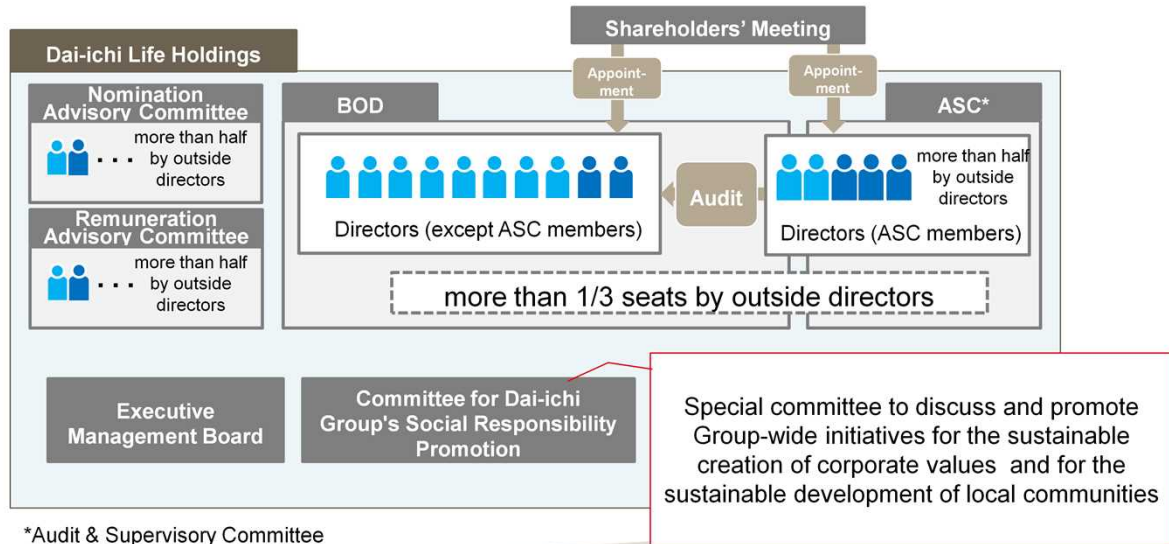 Shareholders' Meeting
Dai-ichi Life Holdings
Appoint-
ment
Appoint-
ment
Nomination
Advisory Committee
more than half
by outside
directors
Remuneration
Advisory Committee
more than half
by outside
directors
BOD
Directors (except ASC members)
Audit
ASC*
more than half
by outside
directors
Directors (ASC members)
more than 1/3 seats by outside directors
Executive
Management Board
Committee for Dai-ichi
Group's Social Responsibility
Promotion
Special committee to discuss and promote
Group-wide initiatives for the sustainable
creation of corporate values and for the
sustainable development of local communities
*Audit & Supervisory Committee